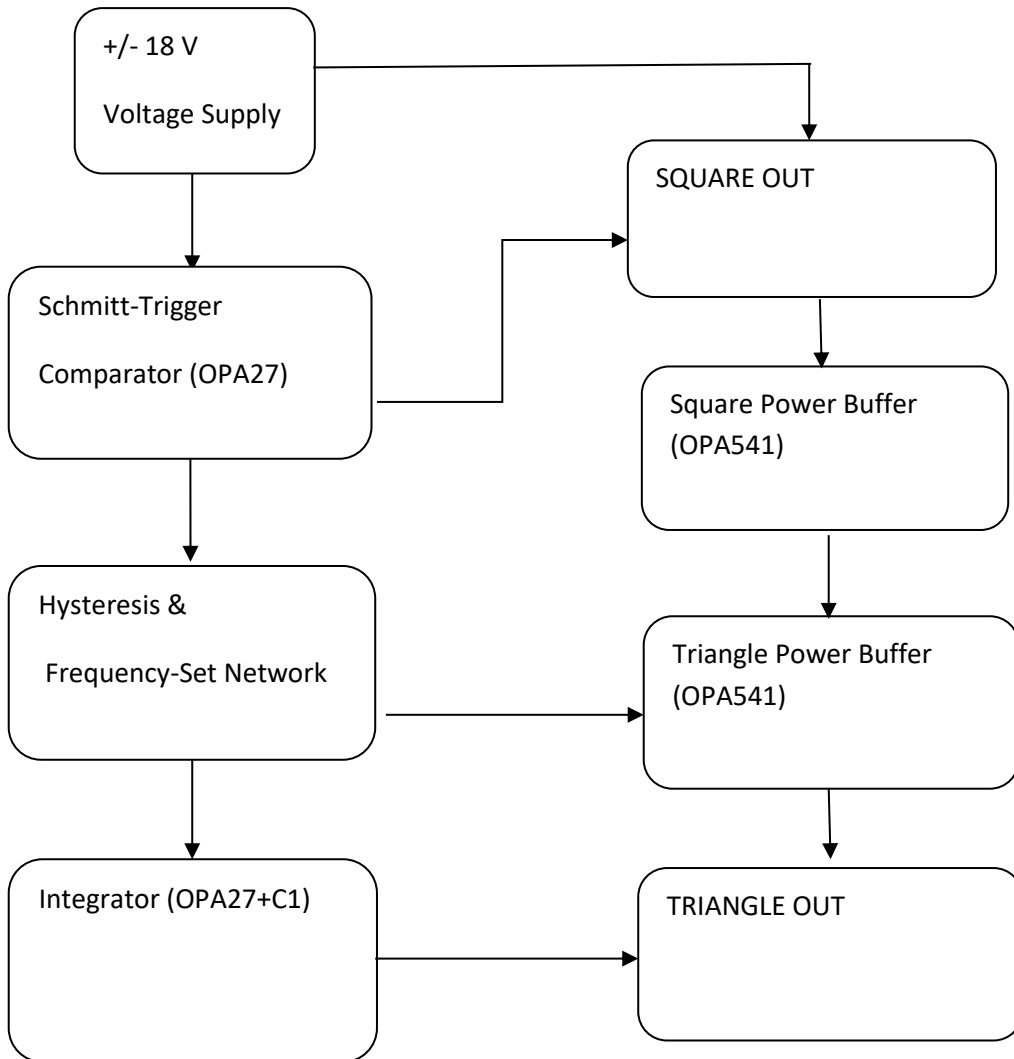 +/- 18 V
Voltage Supply
SQUARE OUT
Schmitt-Trigger
Comparator (OPA27)
Square Power Buffer
(OPA541)
Hysteresis &
Frequency-Set Network
Triangle Power Buffer
(OPA541)
Integrator (OPA27+C1)
TRIANGLE OUT